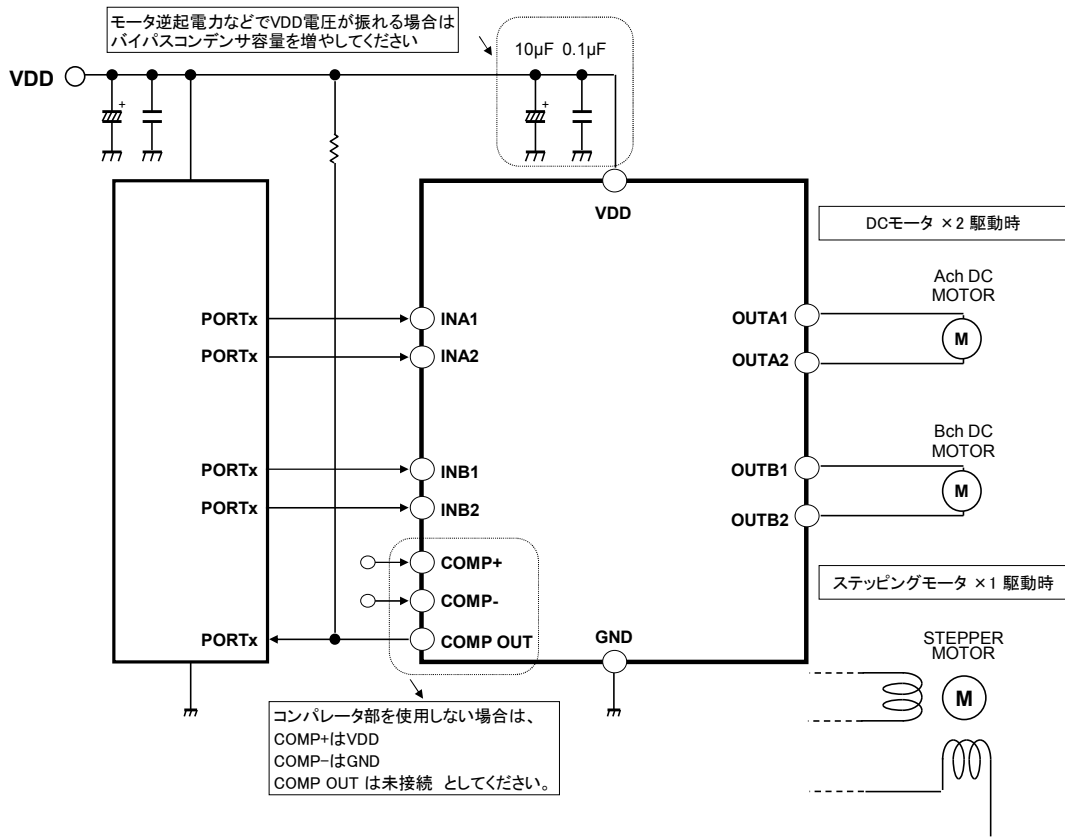 モータ逆起電力などでVDD電圧が振れる場合は
バイパスコンデンサ容量を増やしてください
10μF 0.1μF
VDD
+
+
VDD
DCモータ ×2 駆動時
Ach DC
MOTOR
PORTx
INA1
OUTA1
M
PORTx
INA2
OUTA2
Bch DC
MOTOR
PORTx
INB1
OUTB1
M
PORTx
INB2
OUTB2
COMP+
ステッピングモータ ×1 駆動時
COMP-
PORTx
COMP OUT
GND
STEPPER
MOTOR
M
コンパレータ部を使用しない場合は、
COMP+はVDD
COMP-はGND
COMP OUT は未接続 としてください。